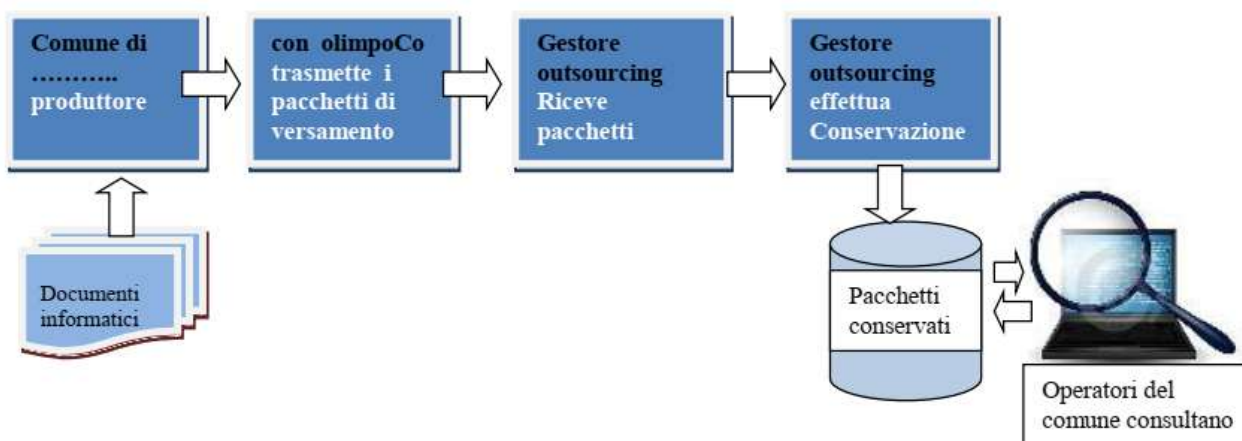 Comune di
………..
produttore
con olimpoCo
trasmette i
pacchetti di
versamento
Gestore
outsourcing
Riceve
pacchetti
Gestore
outsourcing
effettua
Conservazione
Documenti
informatici
Pacchetti
conservati
Operatori del
comune consultano